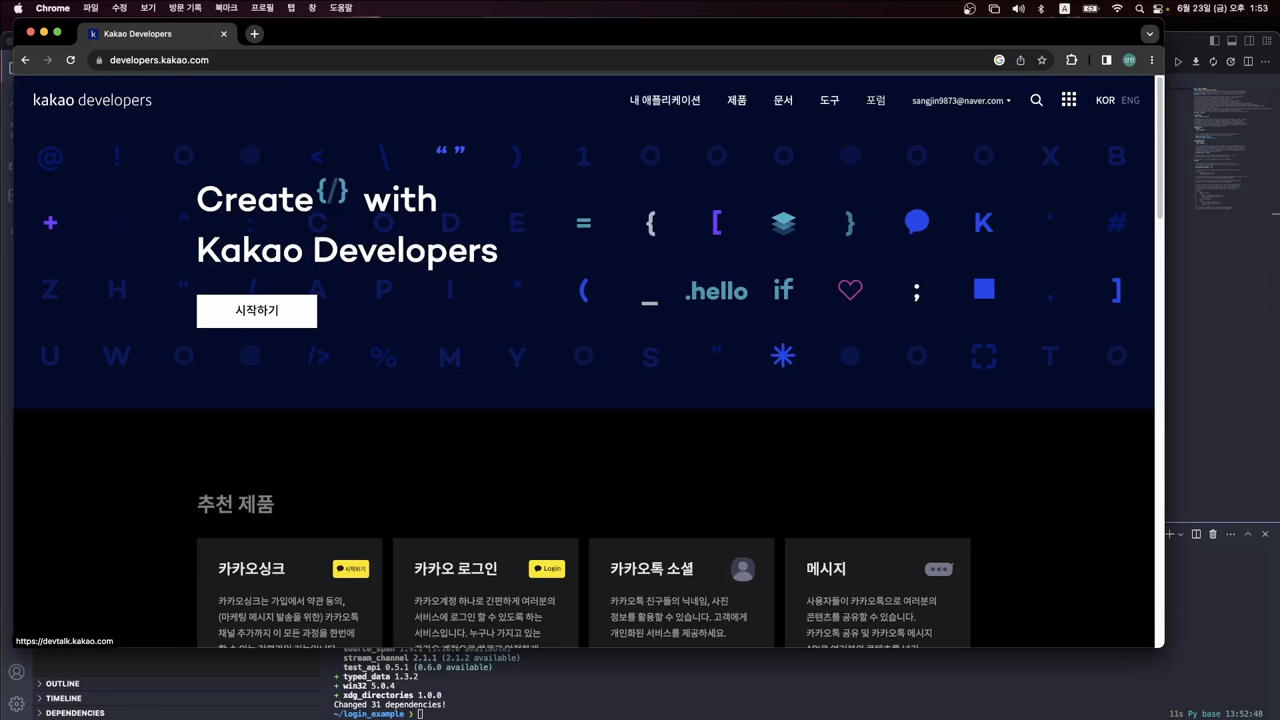 Chrome 파일 수정 보기 방문 기록 북마크 프로필 탭 창 도움말
A 6월 23일(금) 오후 1:53
Kakao Developers
developers.kakao.com
상진
kakao developers
내 애플리케이션 제품 문서 도구 포럼 sangjin9873@naver.com KOR ENG
@ ! < \ “ ” 1 X B
Create {/} with
+ ^ : C O D E = { [ } K ‘ #
Kakao Developers
Z H “ / A P I * ( _ .hello if ; , ]
시작하기
U W O /> % M Y O S ” O T O
추천 제품
카카오싱크 시작하기
카카오싱크는 가입에서 약관 동의,
(마케팅 메시지 발송을 위한) 카카오톡
채널 추가까지 이 모든 과정을 한번에
카카오 로그인 Login
카카오계정 하나로 간편하게 여러분의
서비스에 로그인 할 수 있도록 하는
서비스입니다. 누구나 가지고 있는
카카오톡 소셜
카카오톡 친구들의 닉네임, 사진
정보를 활용할 수 있습니다. 고객에게
개인화된 서비스를 제공하세요.
메시지
사용자들이 카카오톡으로 여러분의
콘텐츠를 공유할 수 있습니다.
카카오톡 공유 및 카카오톡 메시지
https://devtalk.kakao.com
stream_channel 2.1.1 (2.1.2 available)
test_api 0.5.1 (0.6.0 available)
+ typed_data 1.3.2
+ win32 5.0.4
+ xdg_directories 1.0.0
Changed 31 dependencies!
~/login_example ❯
OUTLINE
TIMELINE
DEPENDENCIES
11s Py base 13:52:48